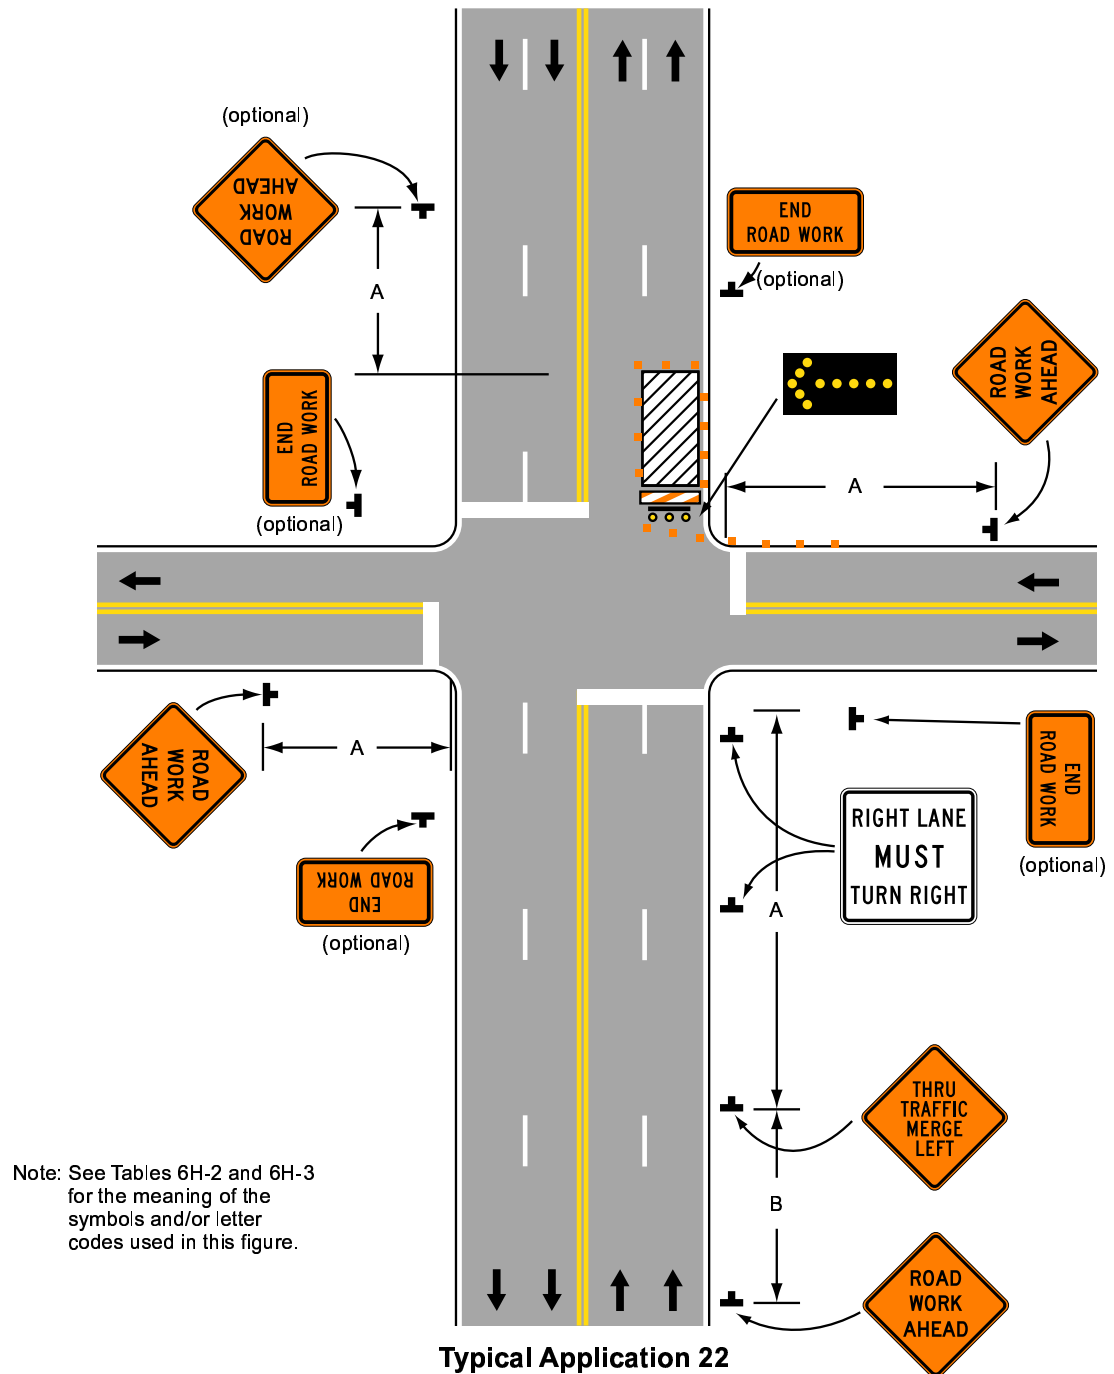 (optional)
ROAD
WORK
AHEAD
A
END
ROAD WORK
(optional)
END
ROAD WORK
(optional)
ROAD
WORK
AHEAD
A
A
ROAD
WORK
AHEAD
END
ROAD WORK
(optional)
RIGHT LANE
MUST
TURN RIGHT
A
END
ROAD WORK
(optional)
THRU
TRAFFIC
MERGE
LEFT
B
ROAD
WORK
AHEAD
Note: See Tables 6H-2 and 6H-3
for the meaning of the
symbols and/or letter
codes used in this figure.
Typical Application 22